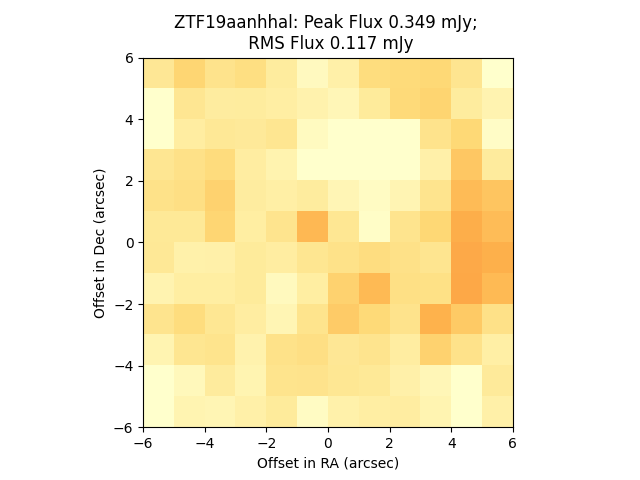 ZTF19aanhhal: Peak Flux 0.349 mJy;
RMS Flux 0.117 mJy
6
4
2
0
−2
−4
−6
Offset in Dec (arcsec)
−6 −4 −2 0 2 4 6
Offset in RA (arcsec)